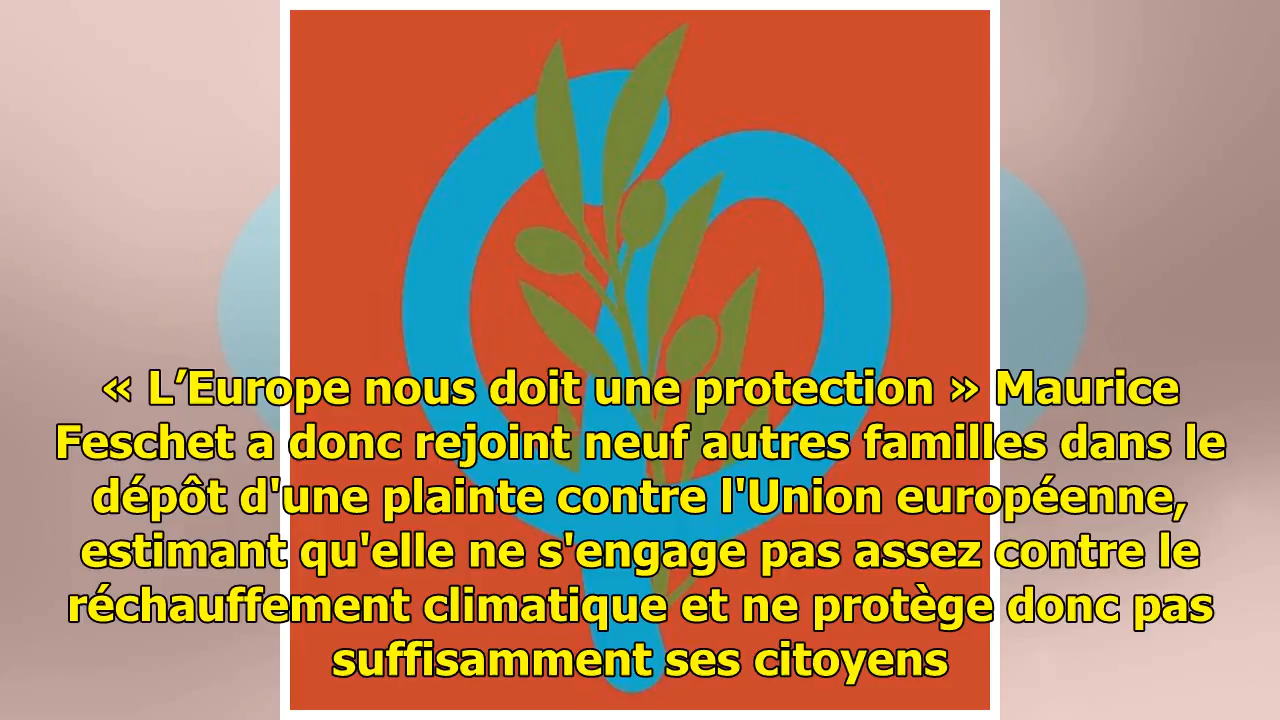 « L’Europe nous doit une protection » Maurice
Feschet a donc rejoint neuf autres familles dans le
dépôt d'une plainte contre l'Union européenne,
estimant qu'elle ne s'engage pas assez contre le
réchauffement climatique et ne protège donc pas
suffisamment ses citoyens